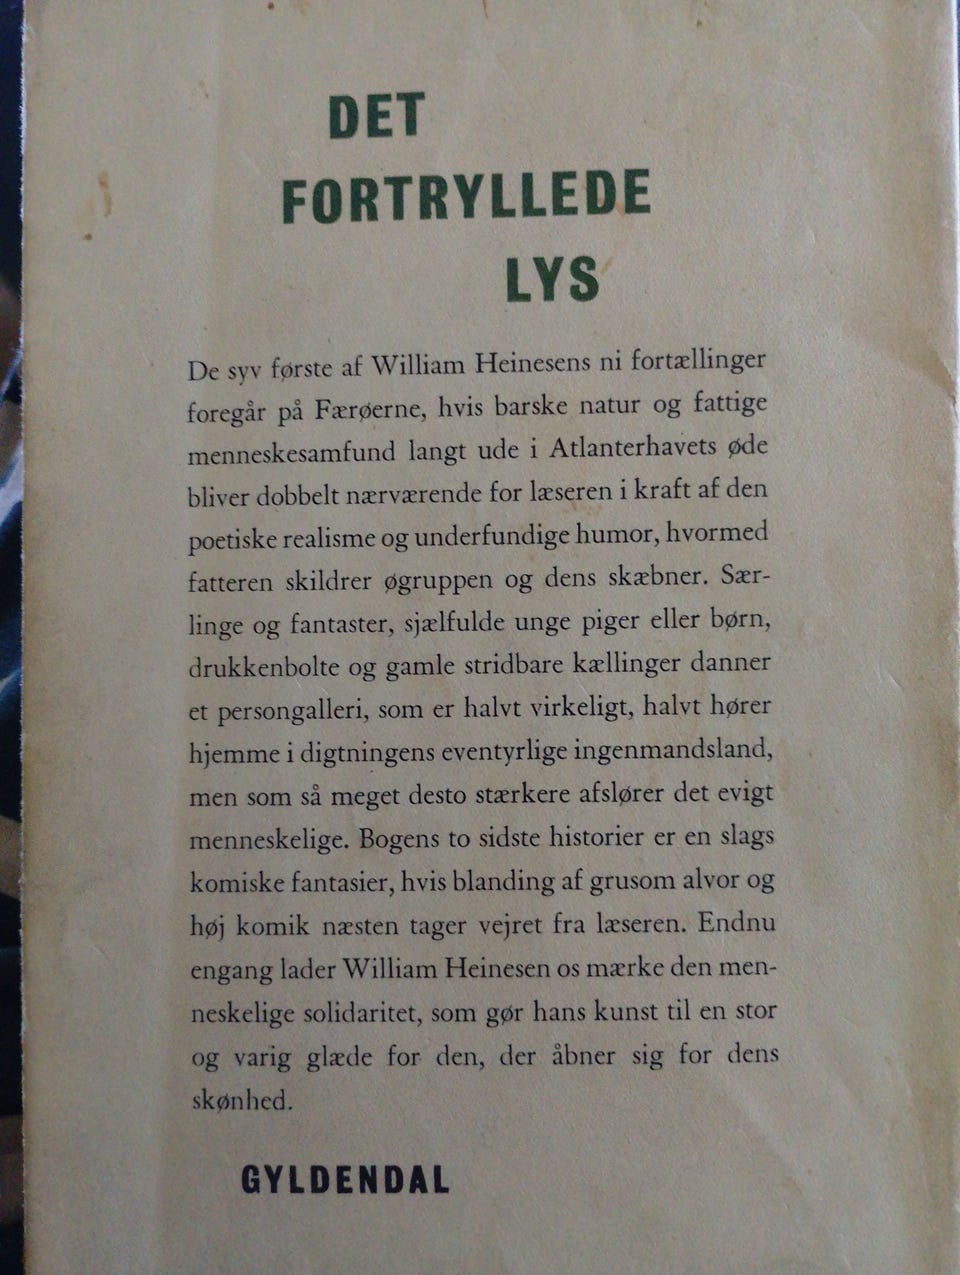 DET
FORTRYLLEDE
LYS
De syv første af William Heinesens ni fortællinger
foregår på Færøerne, hvis barske natur og fattige
menneskesamfund langt ude i Atlanterhavets øde
bliver dobbelt nærværende for læseren i kraft af den
poetiske realisme og underfundige humor, hvormed
fatteren skildrer øgruppen og dens skæbner. Sær-
linge og fantaster, sjælfulde unge piger eller børn,
drukkenbolte og gamle stridbare kællinger danner
et persongalleri, som er halvt virkeligt, halvt hører
hjemme i digtningens eventyrlige ingenmandsland,
men som så meget desto stærkere afslører det evigt
menneskelige. Bogens to sidste historier er en slags
komiske fantasier, hvis blanding af grusom alvor og
høj komik næsten tager vejret fra læseren. Endnu
engang lader William Heinesen os mærke den men-
neskelige solidaritet, som gør hans kunst til en stor
og varig glæde for den, der åbner sig for dens
skønhed.
GYLDENDAL